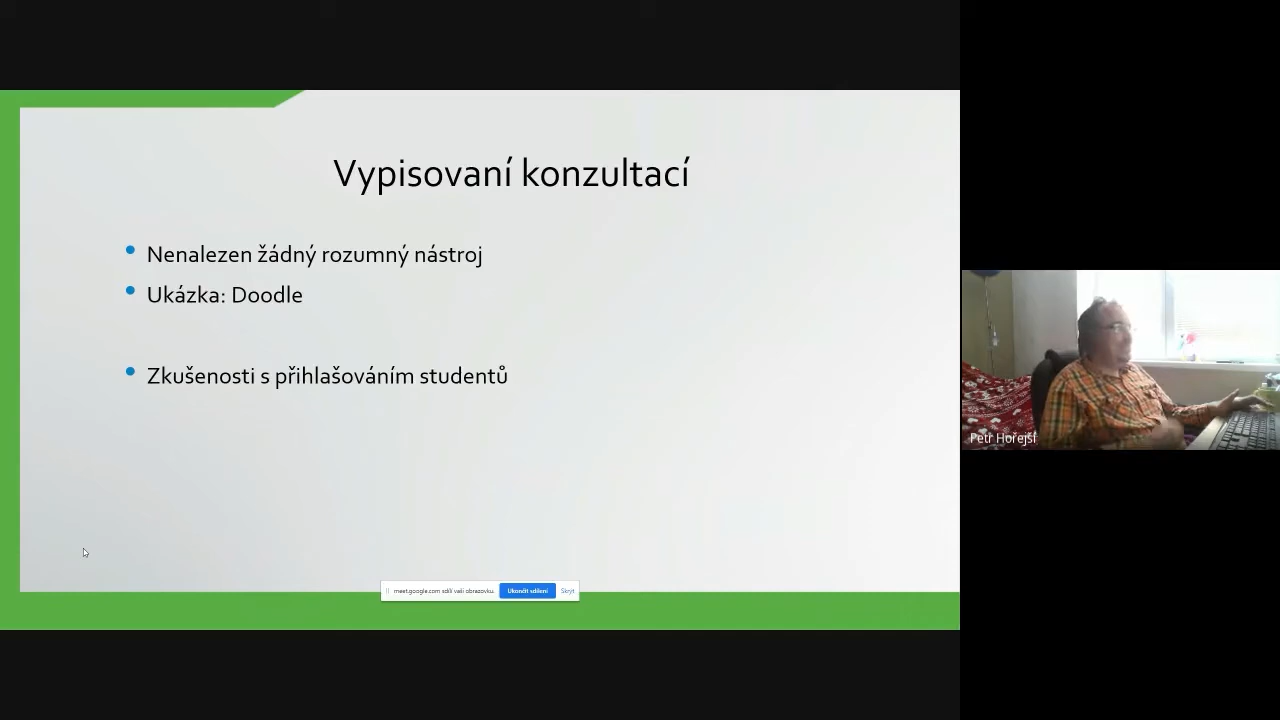 Vypisovaní konzultací
Nenalezen žádný rozumný nástroj
Ukázka: Doodle
Zkušenosti s přihlašováním studentů
meet.google.com sdílí vaši obrazovku.
Ukončit sdílení
Skrýt
Petr Hořejší